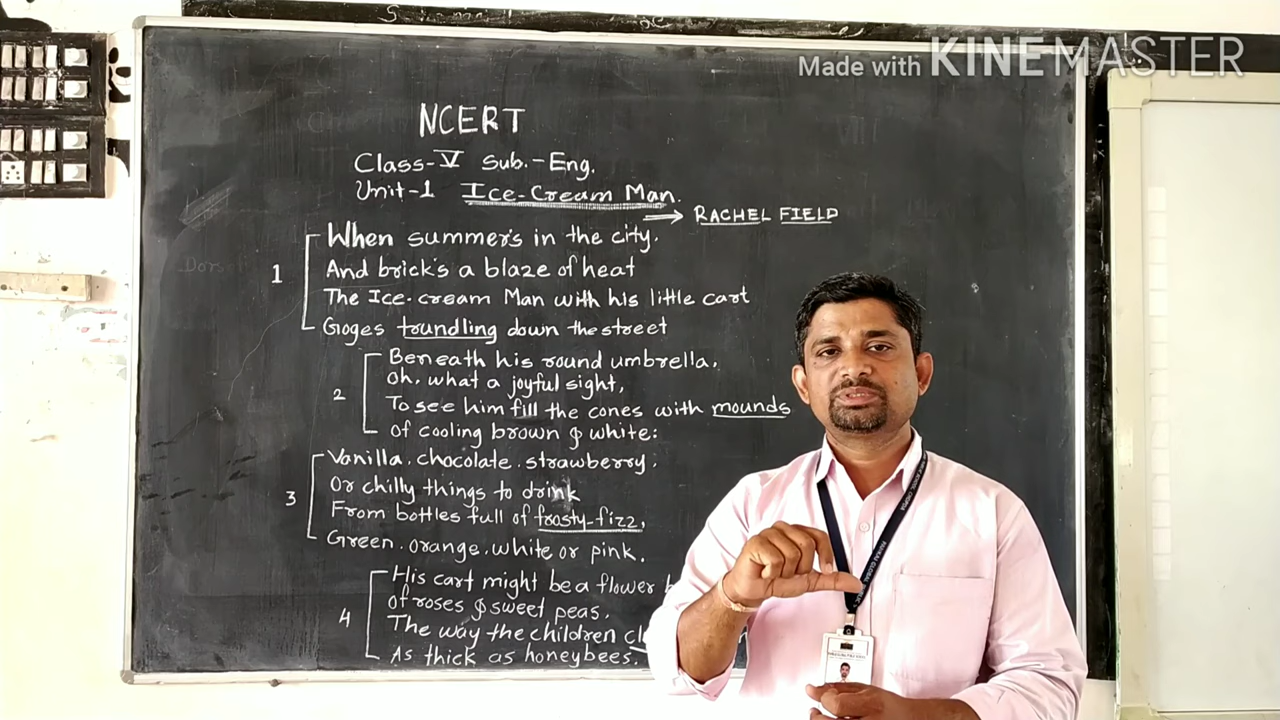 Made with KINEMASTER
NCERT
Class-V Sub.-Eng.
Unit-1 Ice-Cream Man.
→ RACHEL FIELD
1
When summer's in the city,
And brick's a blaze of heat
The Ice-cream Man with his little cart
Goges trundling down the street
2
Beneath his round umbrella,
Oh, what a joyful sight,
To see him fill the cones with mounds
Of cooling brown & white:
3
Vanilla, chocolate, strawberry,
Or chilly things to drink
From bottles full of frosty-fizz,
Green, orange, white or pink.
4
His cart might be a flower b
Of roses & sweet peas,
The way the children cl
As thick as honeybees.